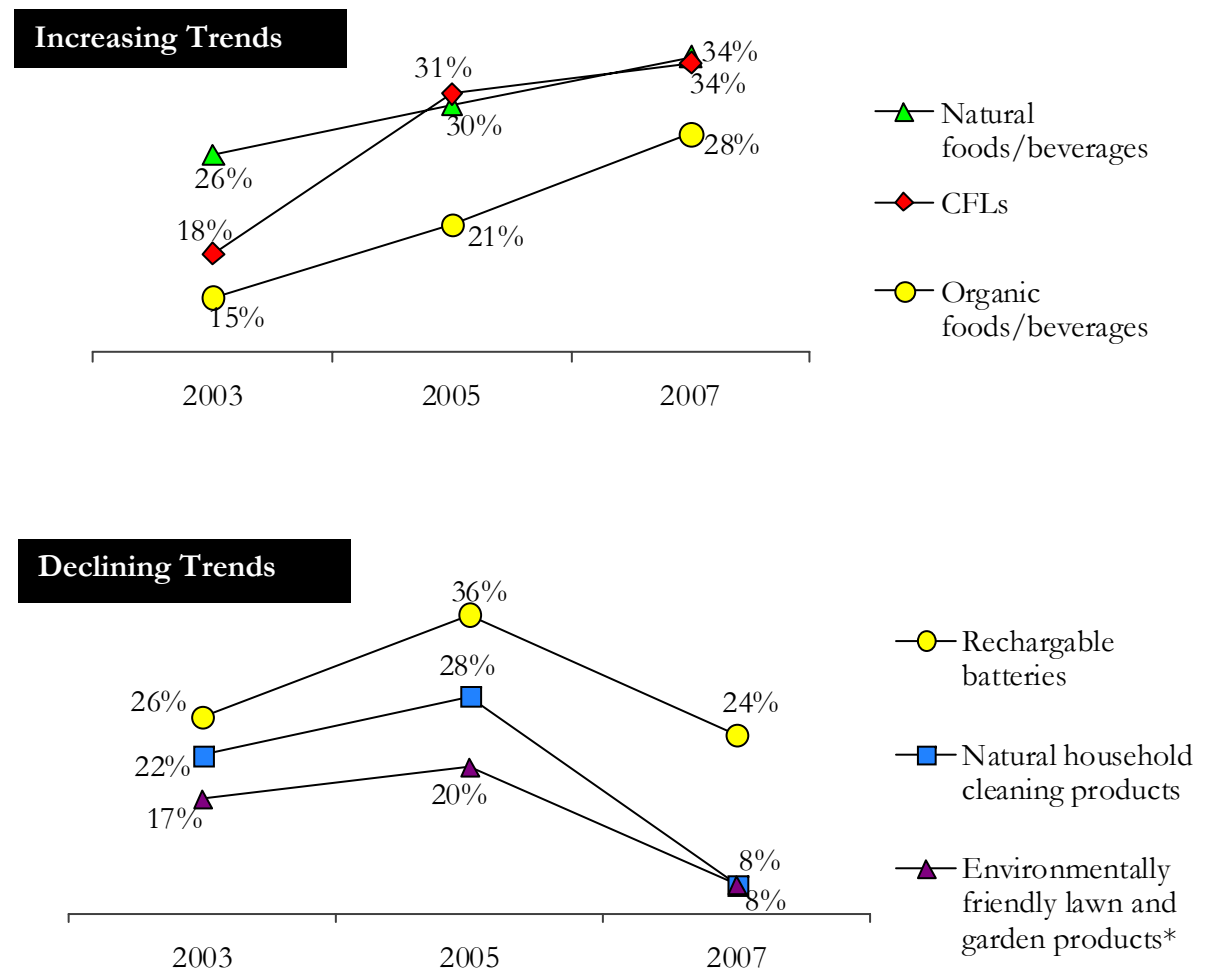 Increasing Trends
31%
34%
34%
30%
26%
28%
18%
21%
15%
2003 2005 2007
Natural
foods/beverages
CFLs
Organic
foods/beverages
Declining Trends
36%
28%
26%
24%
22%
20%
17%
8%
8%
2003 2005 2007
Rechargable
batteries
Natural household
cleaning products
Environmentally
friendly lawn and
garden products*